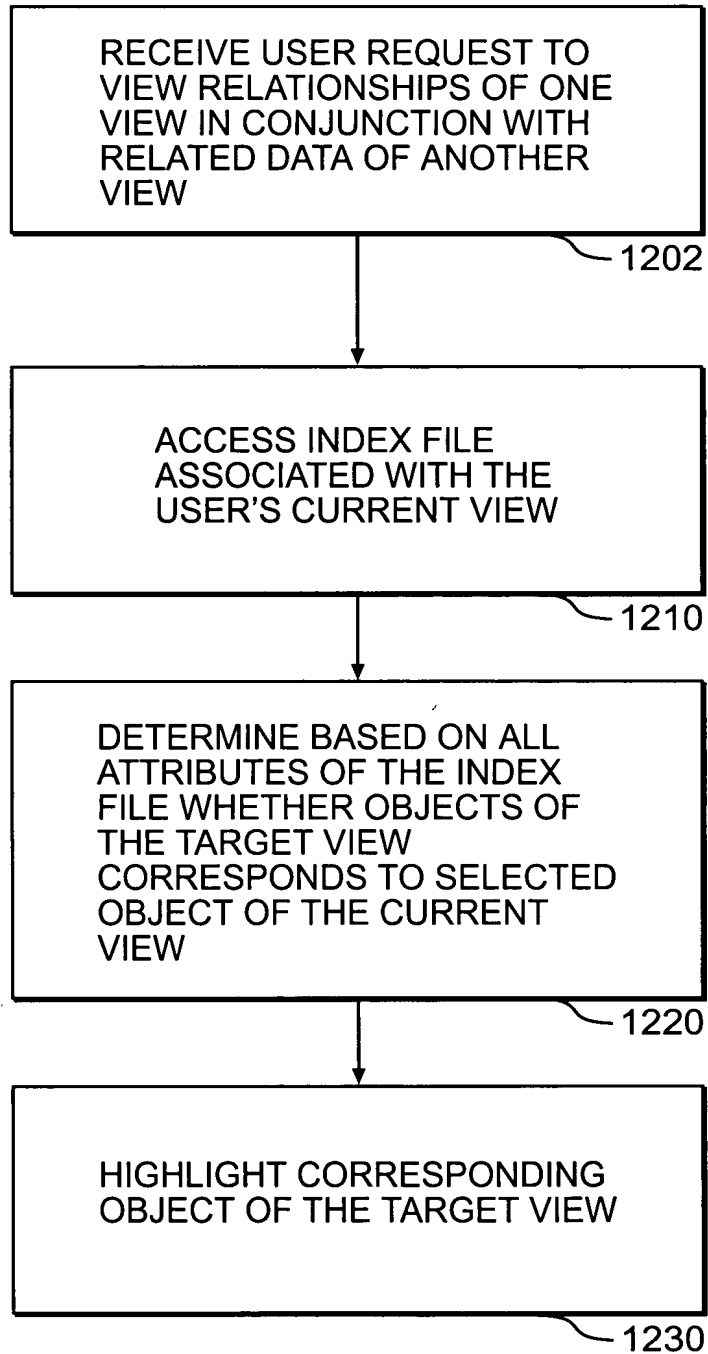 RECEIVE USER REQUEST TO
VIEW RELATIONSHIPS OF ONE
VIEW IN CONJUNCTION WITH
RELATED DATA OF ANOTHER
VIEW
1202
ACCESS INDEX FILE
ASSOCIATED WITH THE
USER'S CURRENT VIEW
1210
DETERMINE BASED ON ALL
ATTRIBUTES OF THE INDEX
FILE WHETHER OBJECTS OF
THE TARGET VIEW
CORRESPONDS TO SELECTED
OBJECT OF THE CURRENT
VIEW
1220
HIGHLIGHT CORRESPONDING
OBJECT OF THE TARGET VIEW
1230